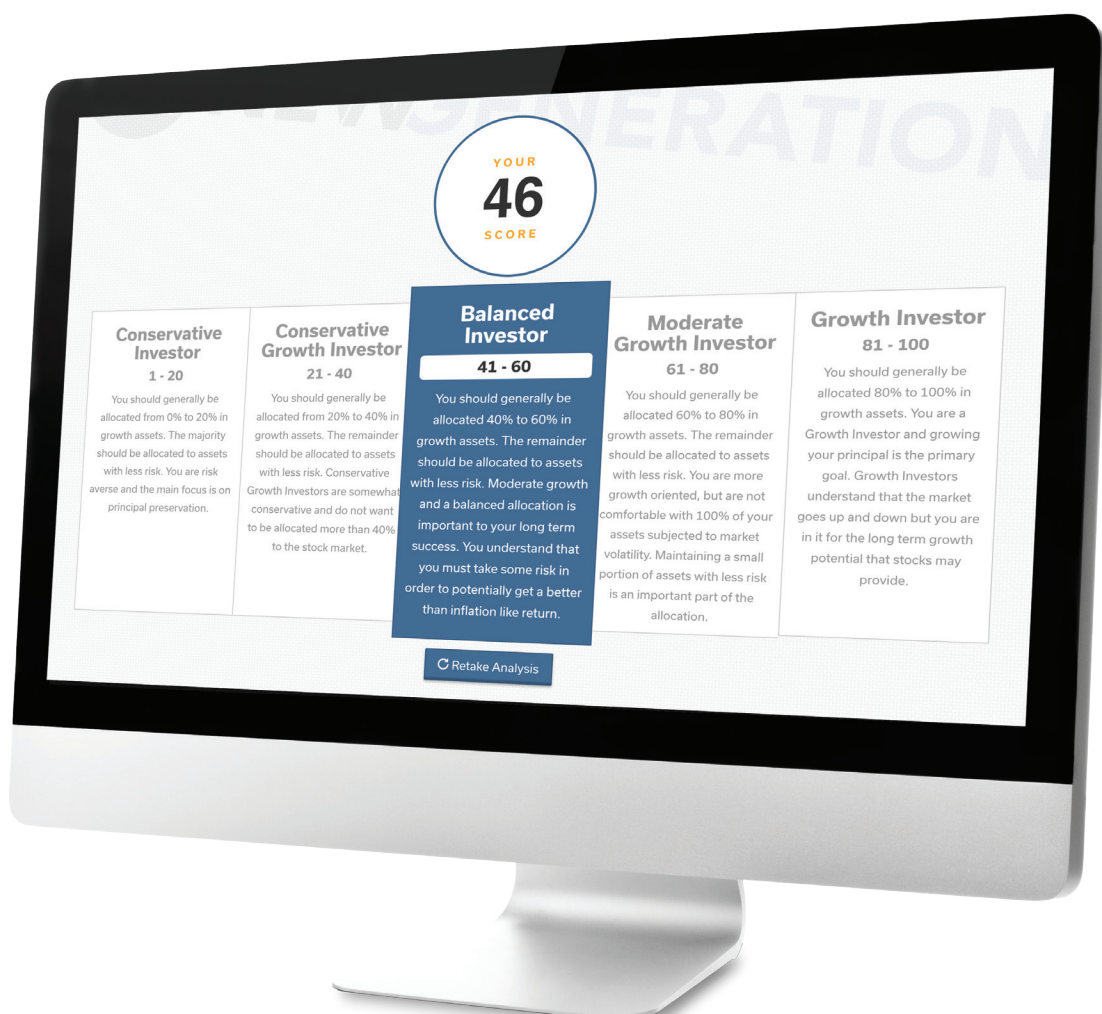 NEWGENERATION
YOUR
46
SCORE
Conservative
Investor
1 - 20
You should generally be
allocated from 0% to 20% in
growth assets. The majority
should be allocated to assets
with less risk. You are risk
averse and the main focus is on
principal preservation.
Conservative
Growth Investor
21 - 40
You should generally be
allocated from 20% to 40% in
growth assets. The remainder
should be allocated to assets
with less risk. Conservative
Growth Investors are somewhat
conservative and do not want
to be allocated more than 40%
to the stock market.
Balanced
Investor
41 - 60
You should generally be
allocated 40% to 60% in
growth assets. The remainder
should be allocated to assets
with less risk. Moderate growth
and a balanced allocation is
important to your long term
success. You understand that
you must take some risk in
order to potentially get a better
than inflation like return.
Moderate
Growth Investor
61 - 80
You should generally be
allocated 60% to 80% in
growth assets. The remainder
should be allocated to assets
with less risk. You are more
growth oriented, but are not
comfortable with 100% of your
assets subjected to market
volatility. Maintaining a small
portion of assets with less risk
is an important part of the
allocation.
Growth Investor
81 - 100
You should generally be
allocated 80% to 100% in
growth assets. You are a
Growth Investor and growing
your principal is the primary
goal. Growth Investors
understand that the market
goes up and down but you are
in it for the long term growth
potential that stocks may
provide.
Retake Analysis